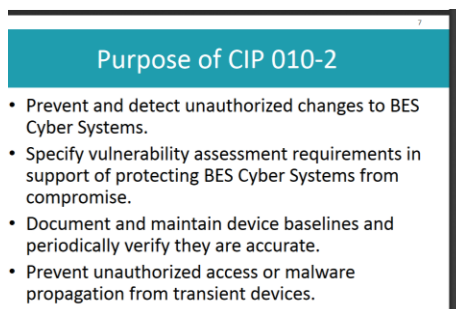 7
Purpose of CIP 010-2
• Prevent and detect unauthorized changes to BES
Cyber Systems.
• Specify vulnerability assessment requirements in
support of protecting BES Cyber Systems from
compromise.
• Document and maintain device baselines and
periodically verify they are accurate.
• Prevent unauthorized access or malware
propagation from transient devices.